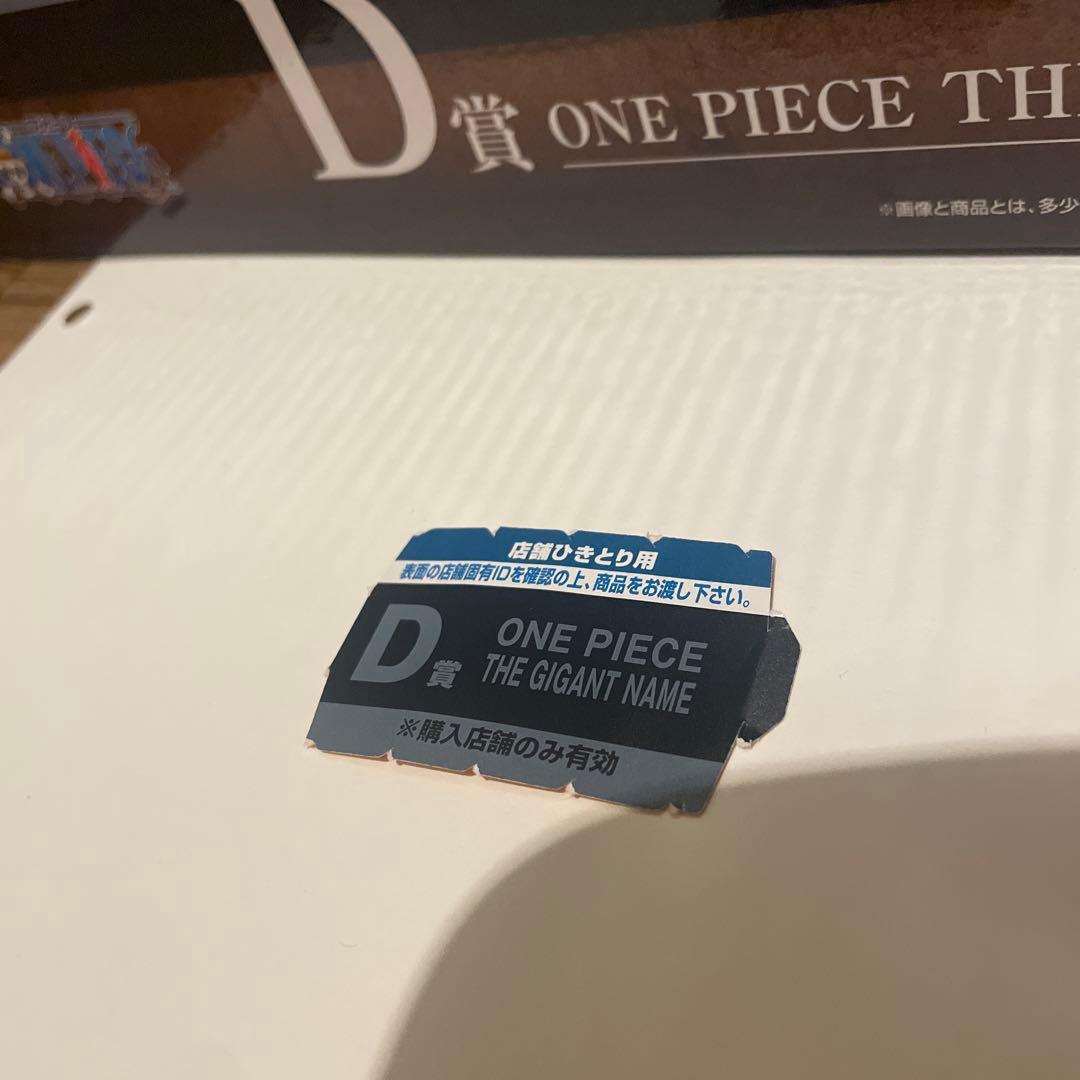 D賞 ONE PIECE TH
※画像と商品とは、多少
店舗ひきとり用
表面の店舗固有IDを確認の上、商品をお渡し下さい。
D賞
ONE PIECE
THE GIGANT NAME
※購入店舗のみ有効